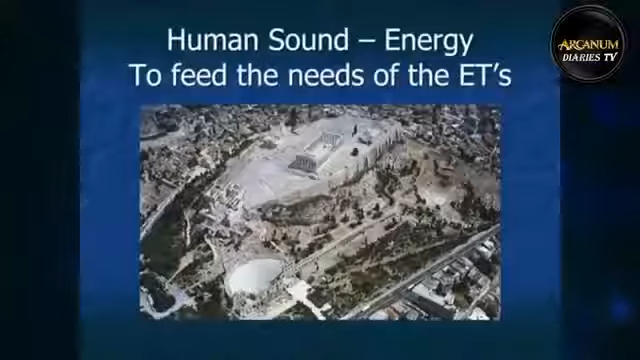 Human Sound – Energy
To feed the needs of the ET's
ARCANUM
DIARIES TV